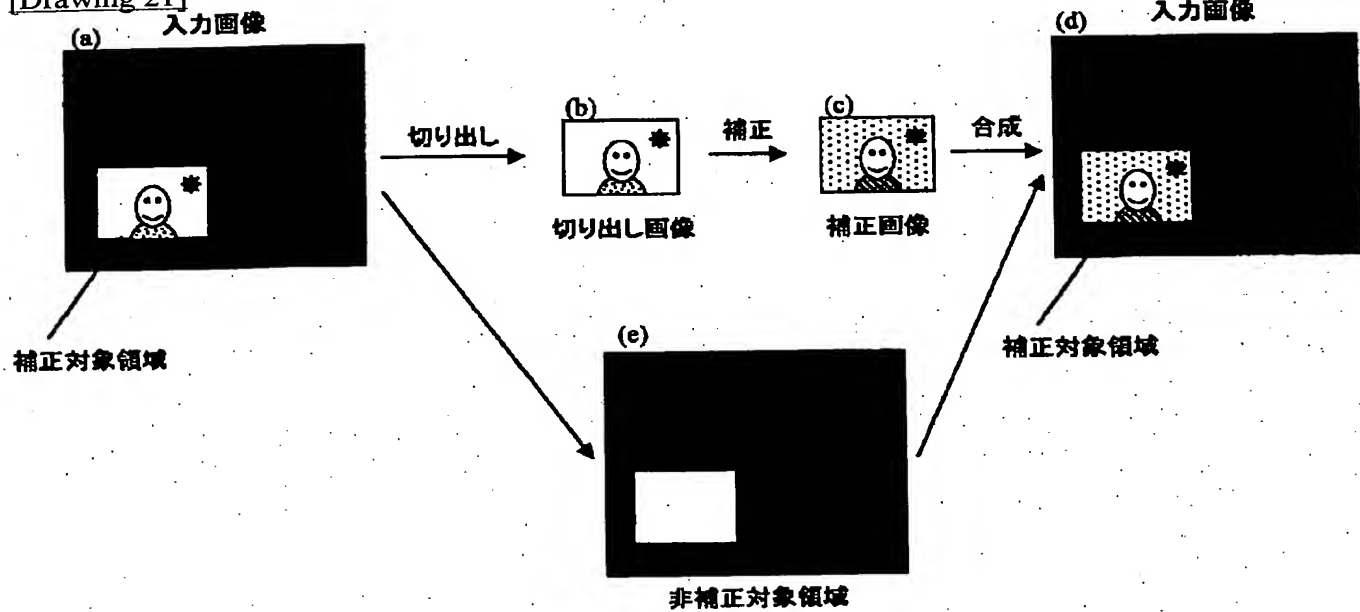 [Drawing 21]
入力画像
(a)
入力画像
(d)
切り出し
(b)
補正
(c)
合成
切り出し画像
補正画像
補正対象領域
(e)
補正対象領域
非補正対象領域